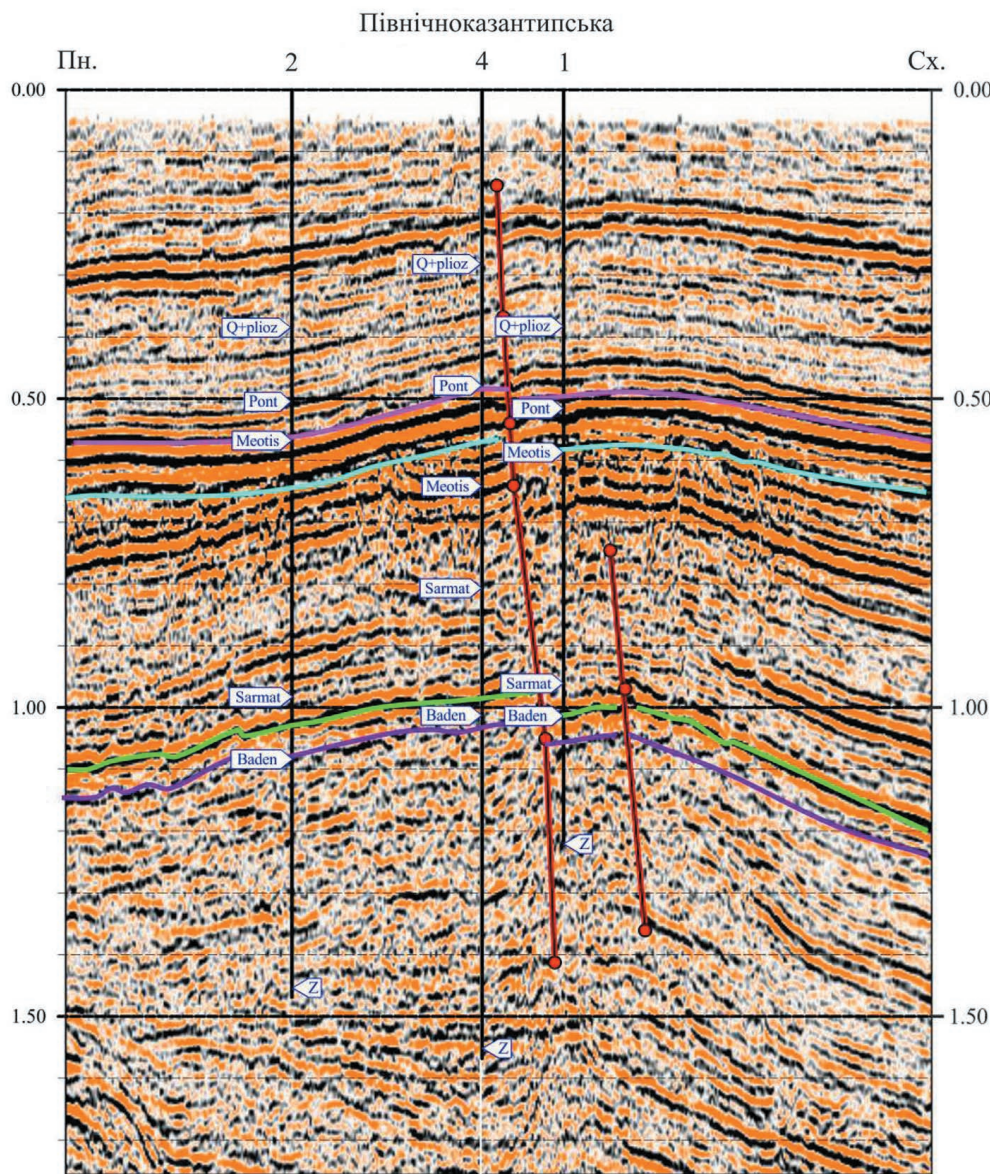 Північноказантипська
Пн. 2 4 1 Сх.
0.00 0.00
Q+plioz
Q+plioz Q+plioz
Pont
0.50 Pont 0.50
Pont
Meotis
Meotis
Meotis
Sarmat
Sarmat
Sarmat
1.00 Baden Baden 1.00
Baden
Z
Z
1.50 1.50
Z